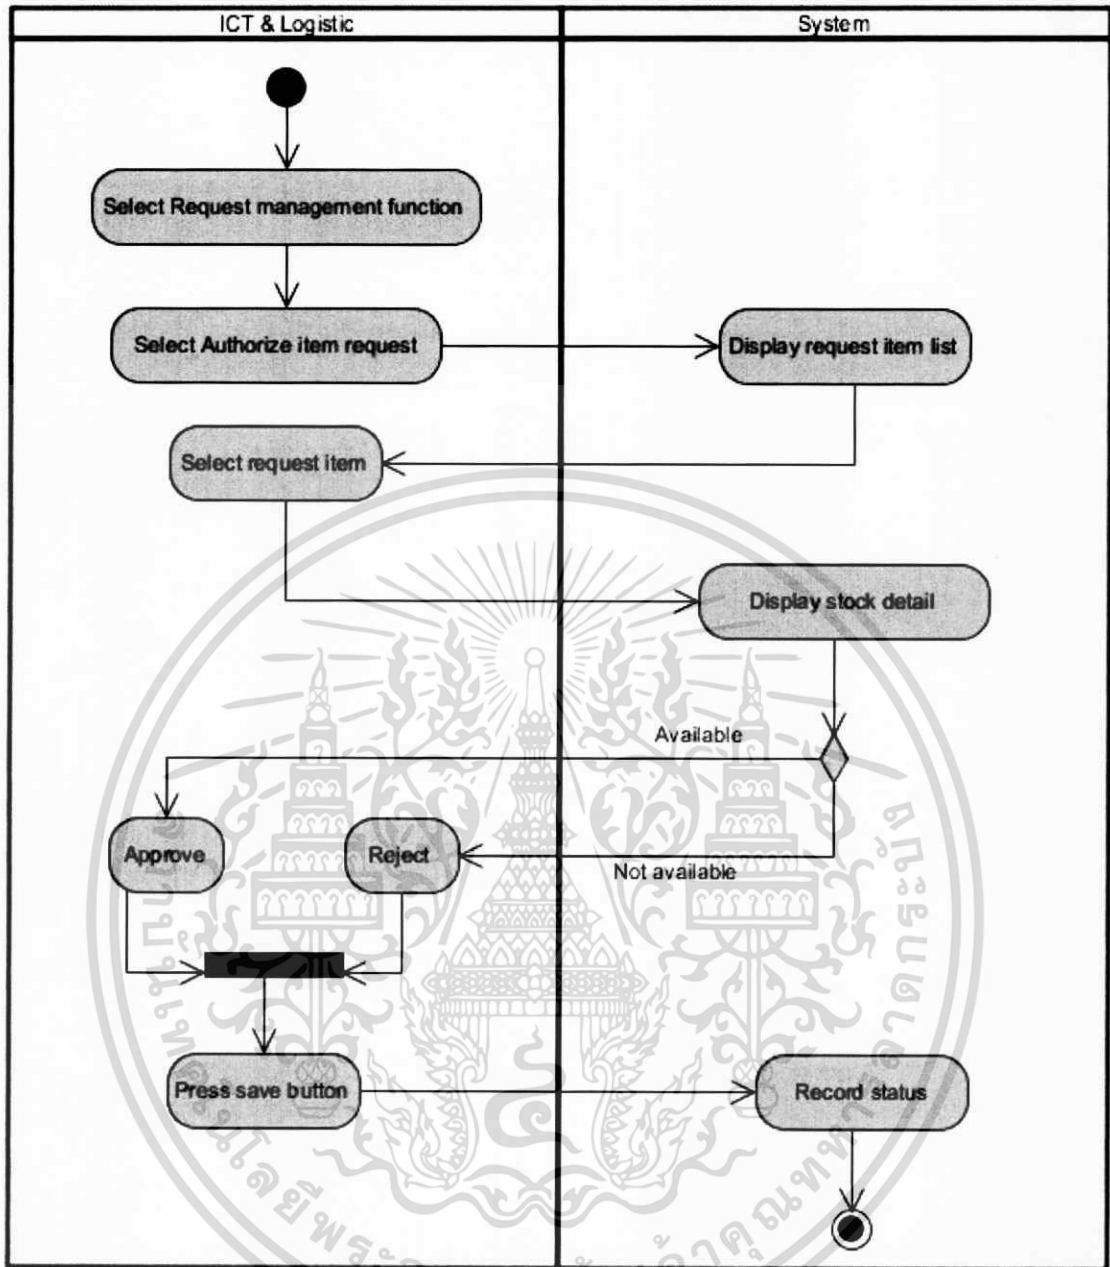 ICT & Logistic
System
Select Request management function
Select Authorize item request
Display request item list
Select request item
Display stock detail
Available
Approve
Reject
Not available
Press save button
Record status